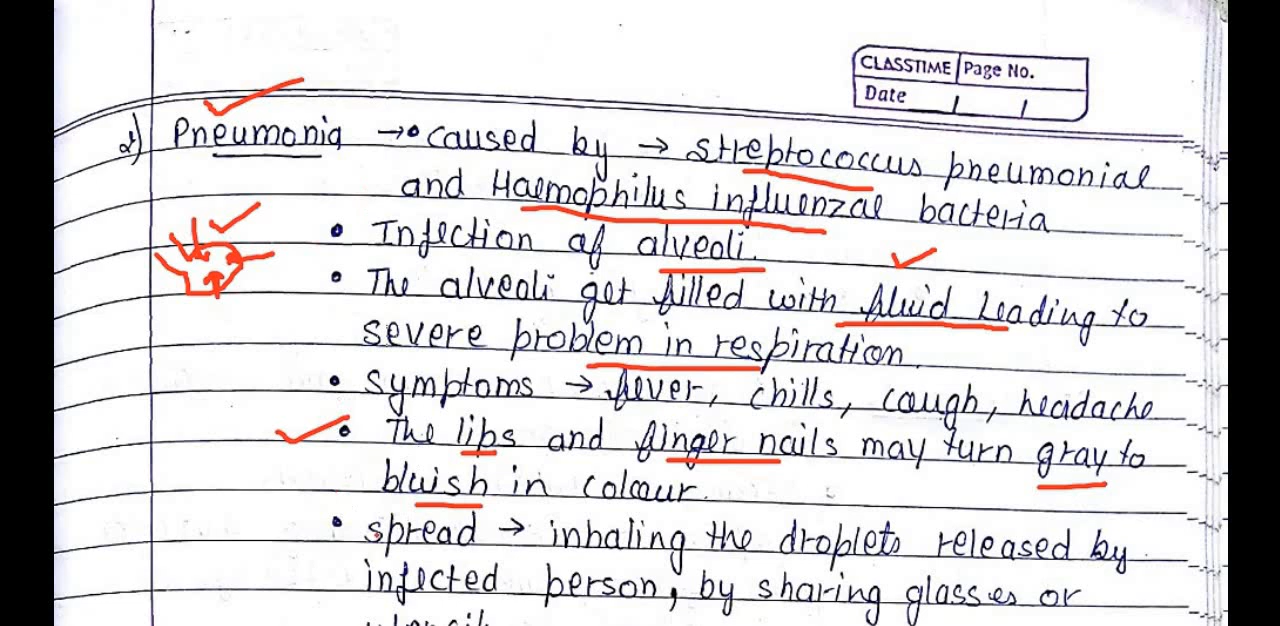 CLASSTIME Page No.
Date / /
2) Pneumonia →• caused by → streptococcus pneumonial
and Haemophilus influenzae bacteria
• Infection of alveoli.
• The alveoli get filled with fluid Leading to
severe problem in respiration.
• symptoms → fever, chills, cough, headache
• The lips and finger nails may turn gray to
bluish in colour.
• spread → inhaling the droplets released by
infected person, by sharing glasses or